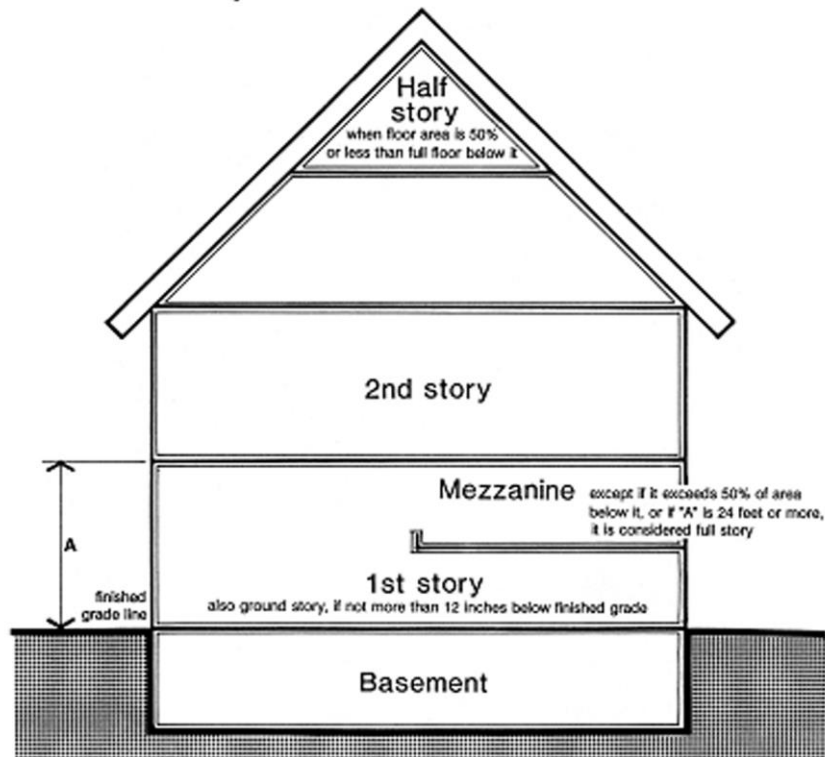 Half
story
when floor area is 50%
or less than full floor below it
2nd story
Mezzanine
except if it exceeds 50% of area
below it, or if "A" is 24 feet or more,
it is considered full story
A
1st story
also ground story, if not more than 12 inches below finished grade
finished
grade line
Basement